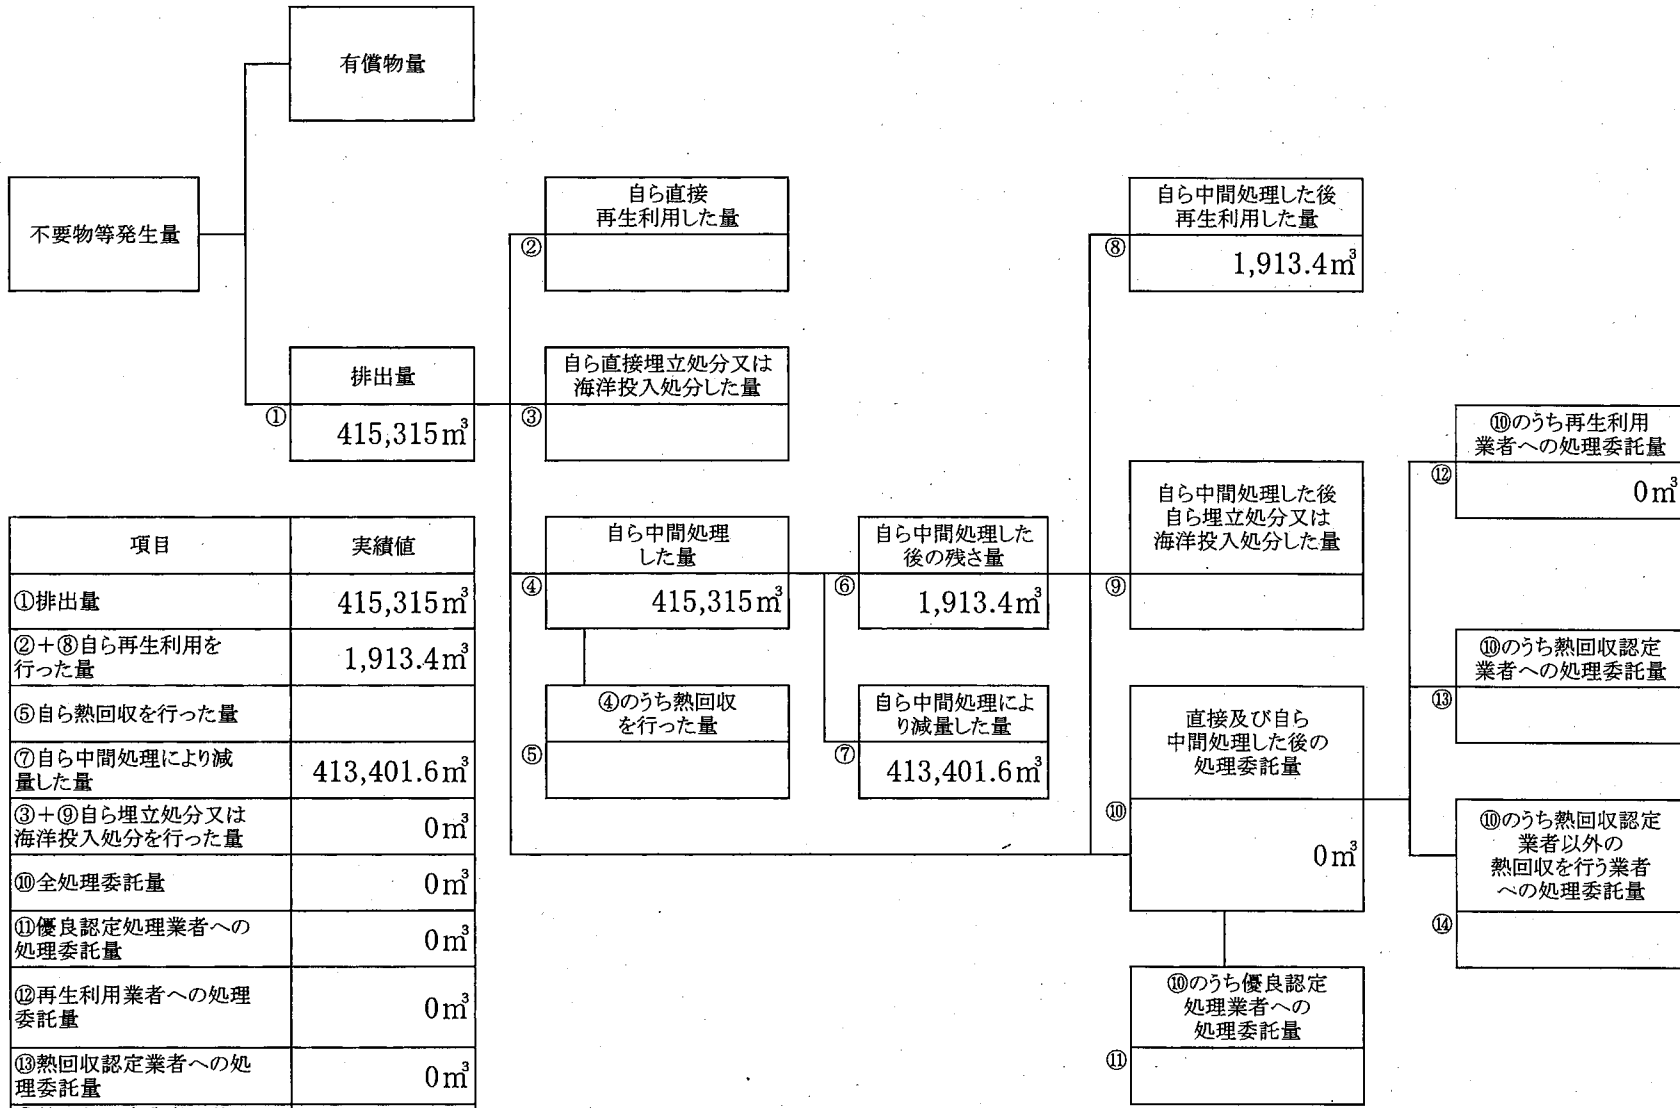 有償物量
不要物等発生量
排出量
①
415,315㎥
自ら直接
再生利用した量
②
自ら直接埋立処分又は
海洋投入処分した量
③
自ら中間処理
した量
④
415,315㎥
④のうち熱回収
を行った量
⑤
自ら中間処理した
後の残さ量
⑥
1,913.4㎥
自ら中間処理によ
り減量した量
⑦
413,401.6㎥
自ら中間処理した後
再生利用した量
⑧
1,913.4㎥
自ら中間処理した後
自ら埋立処分又は
海洋投入処分した量
⑨
直接及び自ら
中間処理した後の
処理委託量
⑩
0㎥
⑩のうち優良認定
処理業者への
処理委託量
⑪
⑩のうち再生利用
業者への処理委託量
⑫
0㎥
⑩のうち熱回収認定
業者への処理委託量
⑬
⑩のうち熱回収認定
業者以外の
熱回収を行う業者
への処理委託量
⑭
項目 実績値
①排出量 415,315㎥
②+⑧自ら再生利用を
行った量 1,913.4㎥
⑤自ら熱回収を行った量
⑦自ら中間処理により減
量した量 413,401.6㎥
③+⑨自ら埋立処分又は
海洋投入処分を行った量 0㎥
⑩全処理委託量 0㎥
⑪優良認定処理業者への
処理委託量 0㎥
⑫再生利用業者への処理
委託量 0㎥
⑬熱回収認定業者への処
理委託量 0㎥